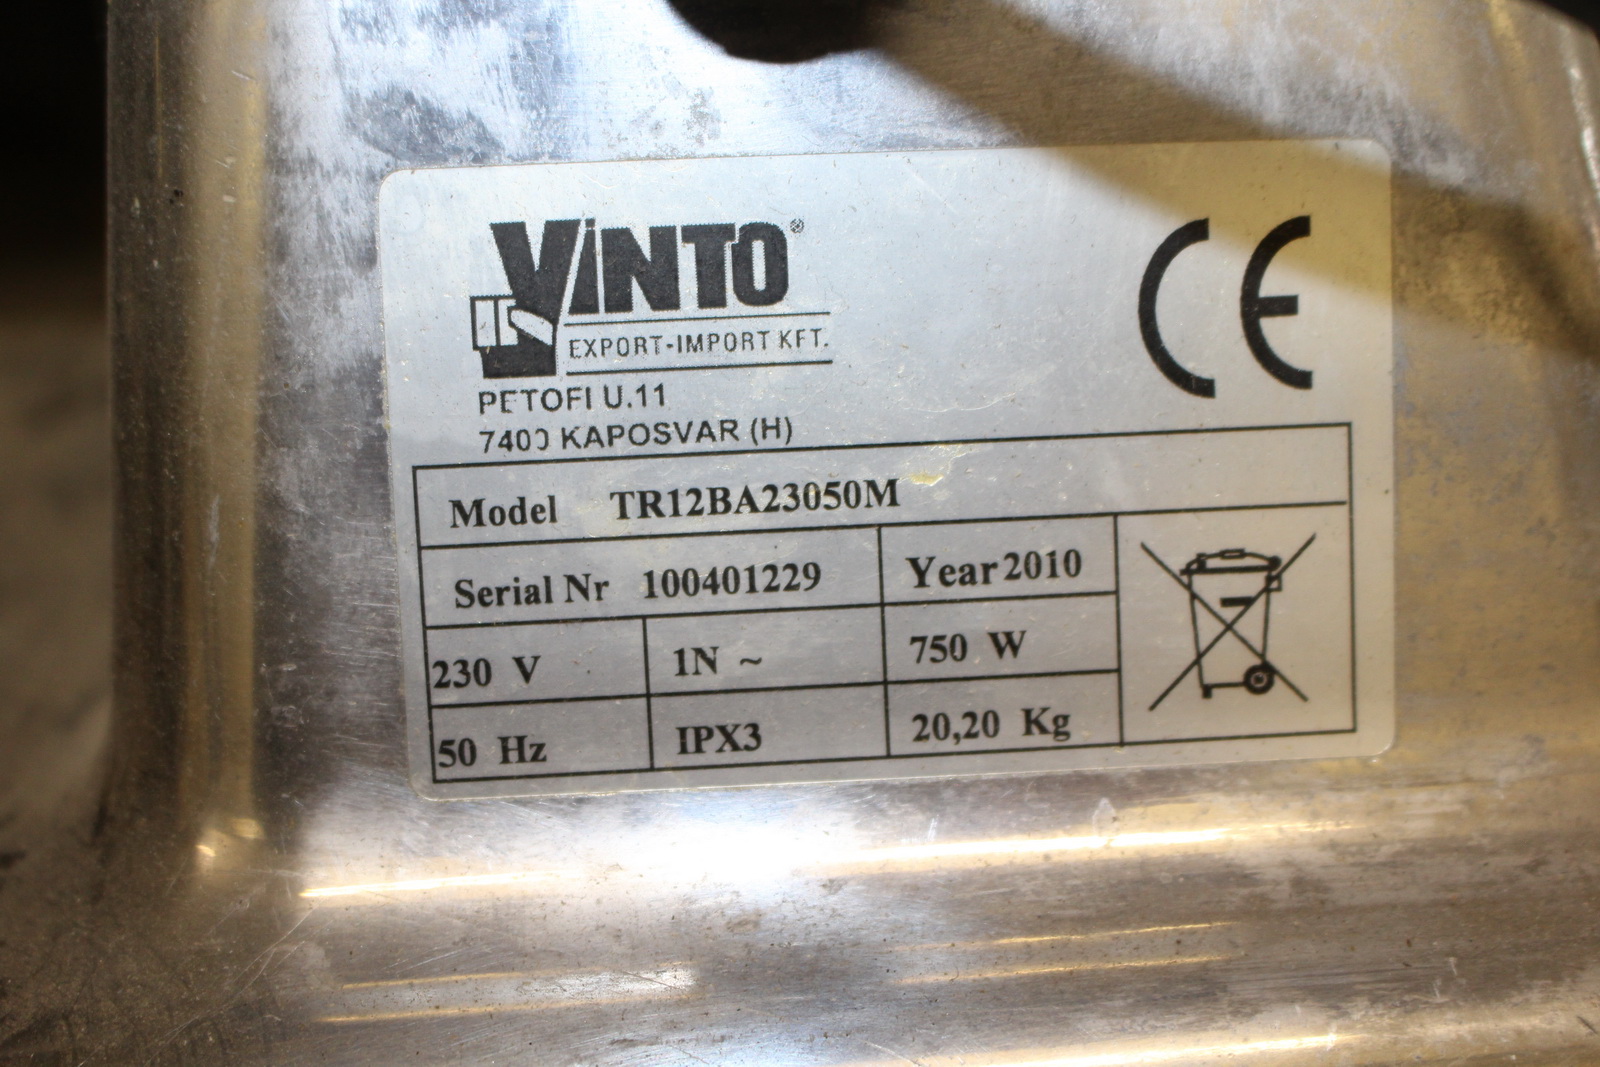 VINTO®
EXPORT-IMPORT KFT.
PETOFI U.11
7400 KAPOSVAR (H)
CE
Model TR12BA23050M
Serial Nr 100401229 Year 2010
230 V 1N ~ 750 W
50 Hz IPX3 20,20 Kg